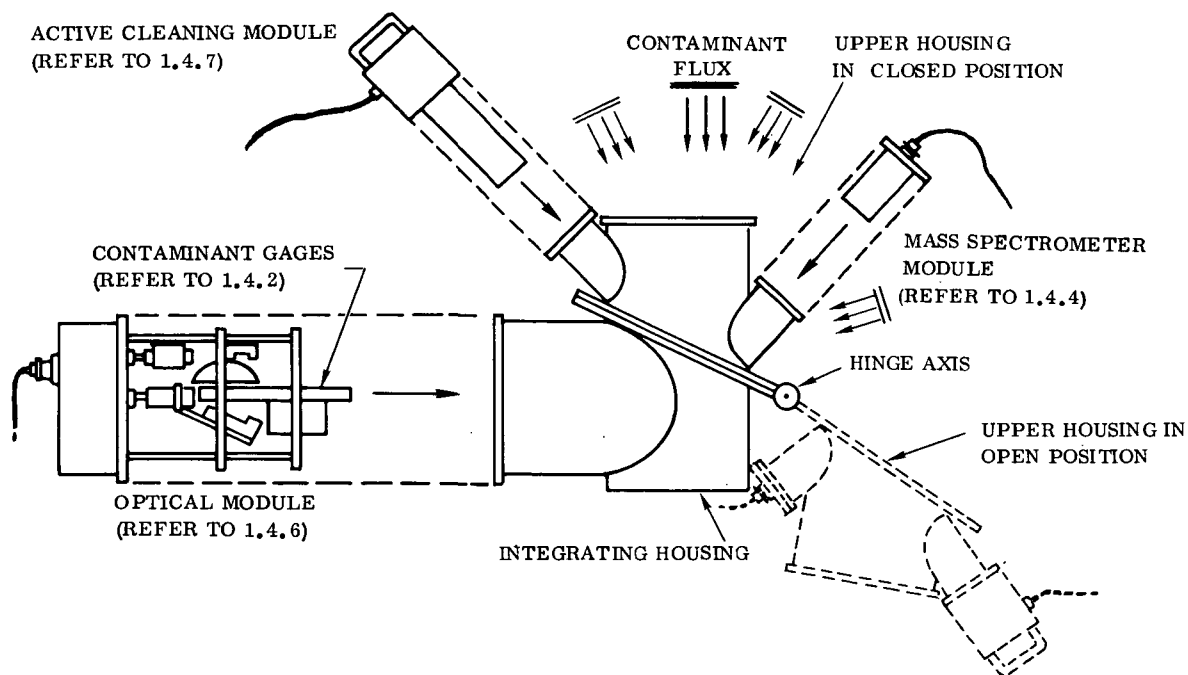 ACTIVE CLEANING MODULE
(REFER TO 1.4.7)
CONTAMINANT
FLUX
UPPER HOUSING
IN CLOSED POSITION
CONTAMINANT GAGES
(REFER TO 1.4.2)
MASS SPECTROMETER
MODULE
(REFER TO 1.4.4)
HINGE AXIS
UPPER HOUSING IN
OPEN POSITION
OPTICAL MODULE
(REFER TO 1.4.6)
INTEGRATING HOUSING